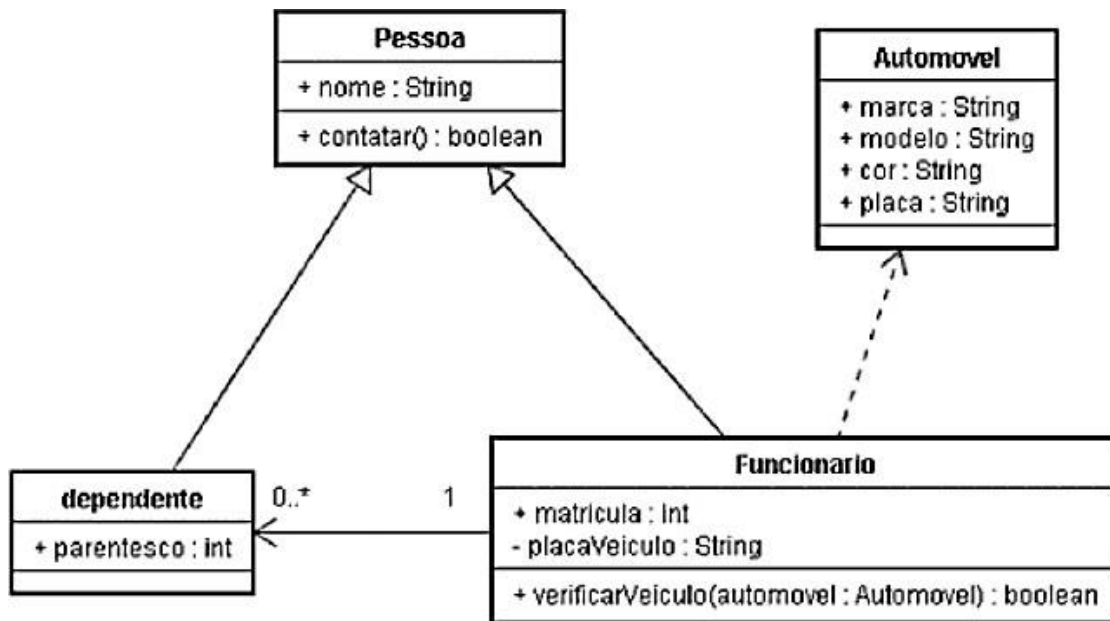 Pessoa
+ nome : String
+ contatar() : boolean
Automovel
+ marca : String
+ modelo : String
+ cor : String
+ placa : String
dependente
+ parentesco : int
0..*
1
Funcionario
+ matricula : Int
- placaVeiculo : String
+ verificarVeiculo(automovel : Automovel) : boolean